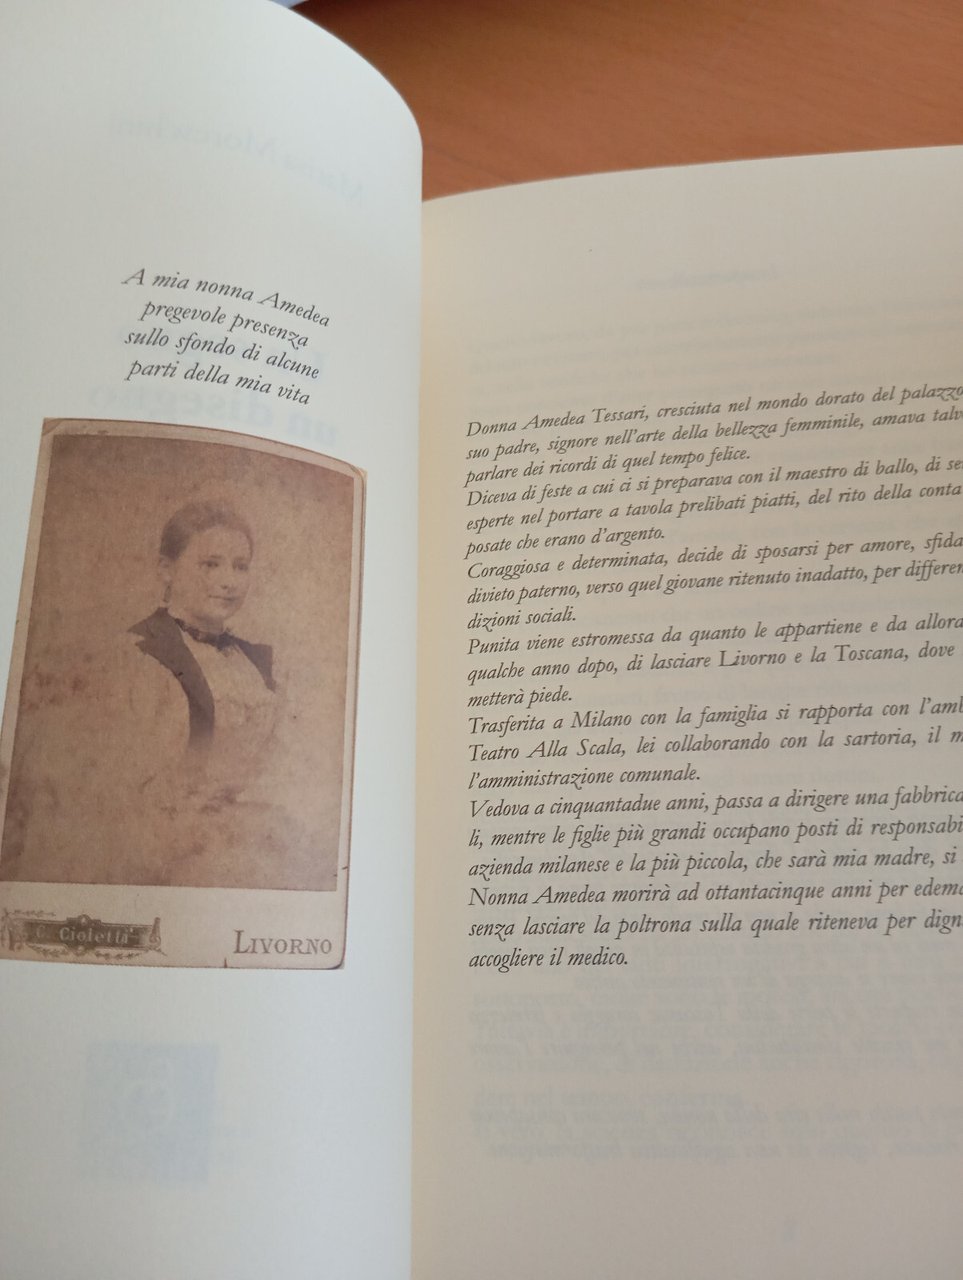 A mia nonna Amedea
pregevole presenza
sullo sfondo di alcune
parti della mia vita
C. Cioletta
LIVORNO
Donna Amedea Tessari, cresciuta nel mondo dorato del palazzo
suo padre, signore nell'arte della bellezza femminile, amava
parlare dei ricordi di quel tempo felice.
Diceva di feste a cui ci si preparava con il maestro di ballo, di
esperte nel portare a tavola prelibati piatti, del rito della conta
posate che erano d'argento.
Coraggiosa e determinata, decide di sposarsi per amore,
divieto paterno, verso quel giovane ritenuto inadatto, per
dizioni sociali.
Punita viene estromessa da quanto le appartiene e da allora
qualche anno dopo, di lasciare Livorno e la Toscana, dove
metterà piede.
Trasferita a Milano con la famiglia si rapporta con
Teatro Alla Scala, lei collaborando con la sartoria, il
l'amministrazione comunale.
Vedova a cinquantadue anni, passa a dirigere una fabbrica
li, mentre le figlie più grandi occupano posti di
azienda milanese e la più piccola, che sarà mia madre, si
Nonna Amedea morirà ad ottantacinque anni per
senza lasciare la poltrona sulla quale riteneva per
accogliere il medico.